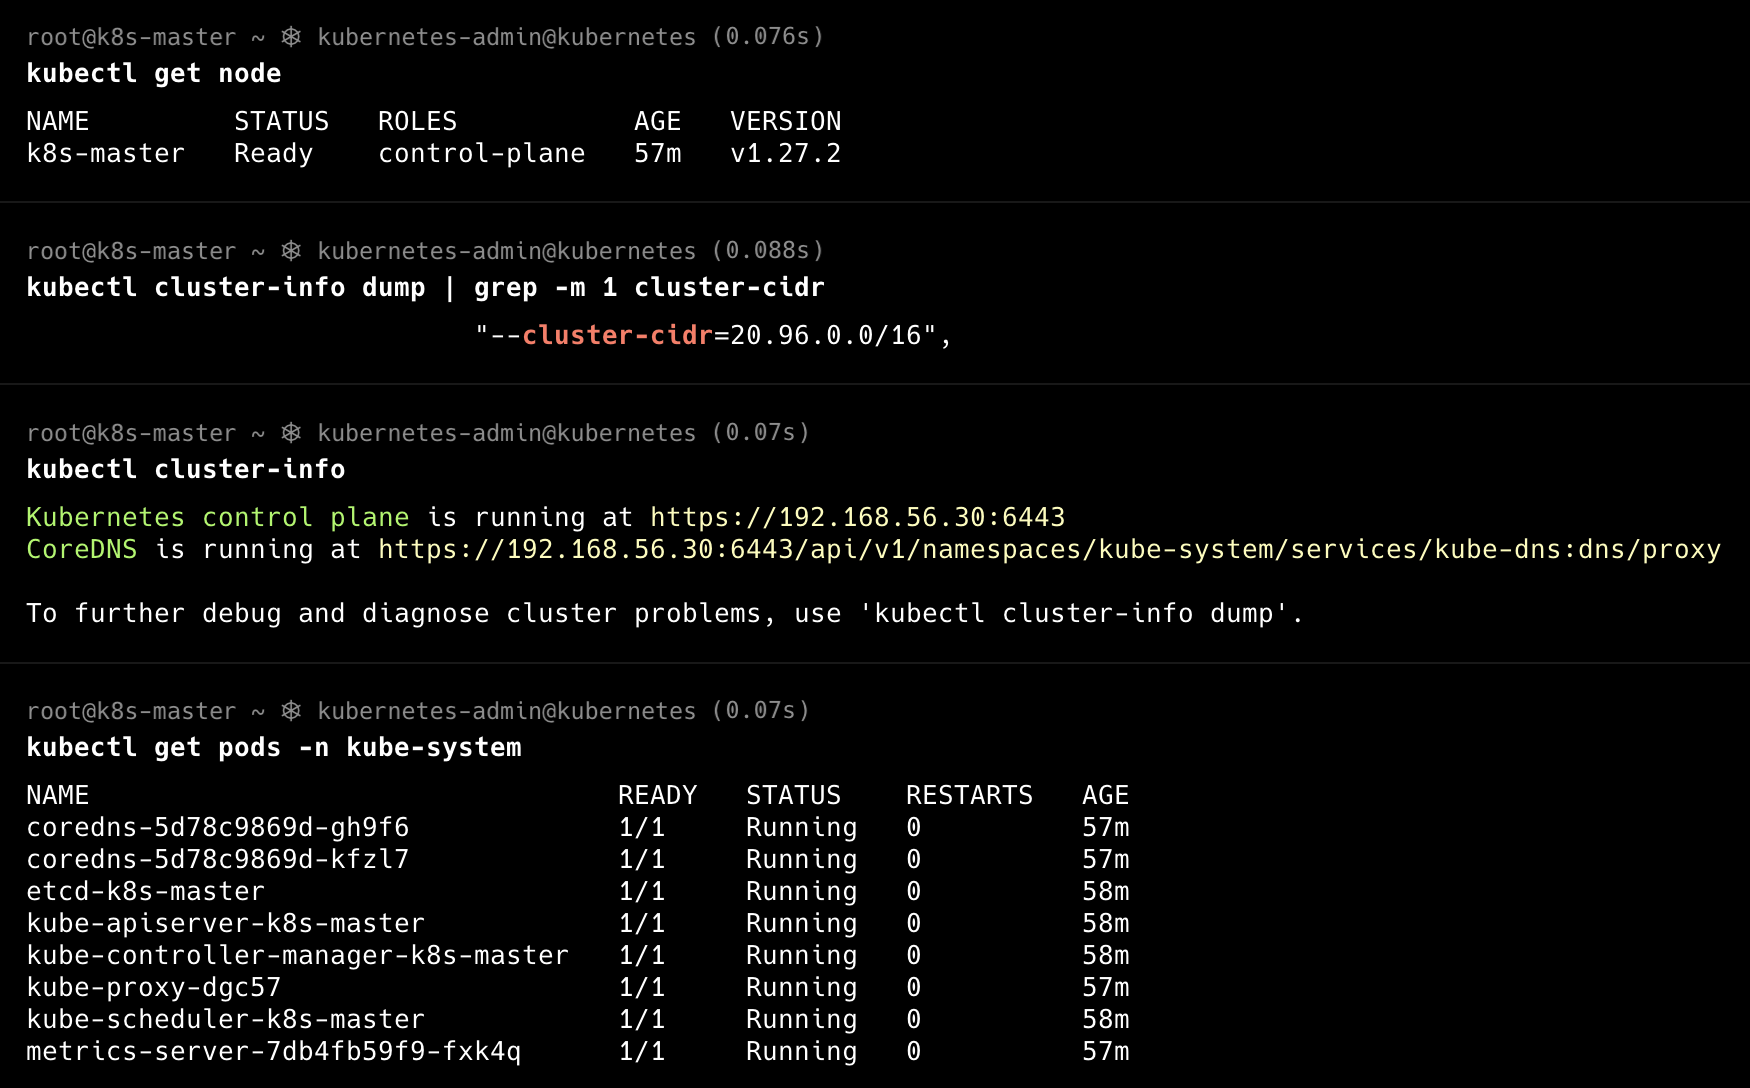 root@k8s-master ~ ⎈ kubernetes-admin@kubernetes (0.076s)
kubectl get node
NAME         STATUS   ROLES           AGE   VERSION
k8s-master   Ready    control-plane   57m   v1.27.2
root@k8s-master ~ ⎈ kubernetes-admin@kubernetes (0.088s)
kubectl cluster-info dump | grep -m 1 cluster-cidr
                            "--cluster-cidr=20.96.0.0/16",
root@k8s-master ~ ⎈ kubernetes-admin@kubernetes (0.07s)
kubectl cluster-info
Kubernetes control plane is running at https://192.168.56.30:6443
CoreDNS is running at https://192.168.56.30:6443/api/v1/namespaces/kube-system/services/kube-dns:dns/proxy
To further debug and diagnose cluster problems, use 'kubectl cluster-info dump'.
root@k8s-master ~ ⎈ kubernetes-admin@kubernetes (0.07s)
kubectl get pods -n kube-system
NAME                                 READY   STATUS    RESTARTS   AGE
coredns-5d78c9869d-gh9f6             1/1     Running   0          57m
coredns-5d78c9869d-kfzl7             1/1     Running   0          57m
etcd-k8s-master                      1/1     Running   0          58m
kube-apiserver-k8s-master            1/1     Running   0          58m
kube-controller-manager-k8s-master   1/1     Running   0          58m
kube-proxy-dgc57                     1/1     Running   0          57m
kube-scheduler-k8s-master            1/1     Running   0          58m
metrics-server-7db4fb59f9-fxk4q      1/1     Running   0          57m